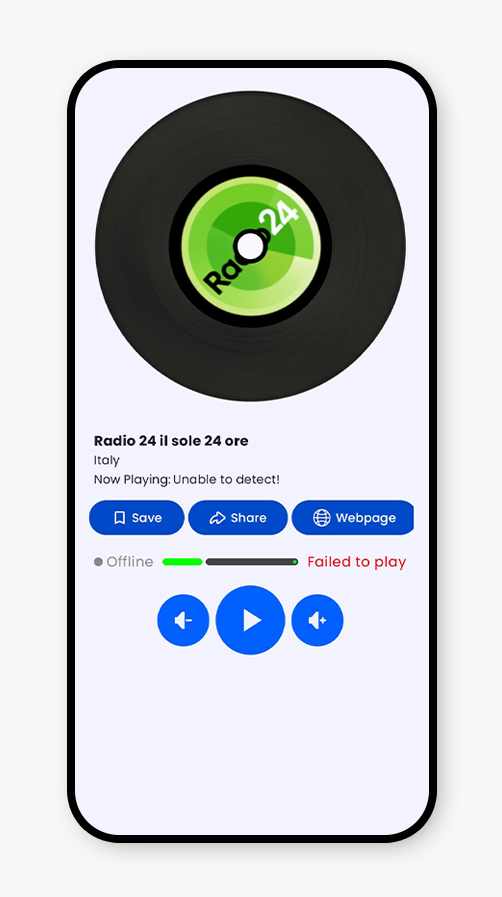 Radio 24
Radio 24 il sole 24 ore
Italy
Now Playing: Unable to detect!
Save Share Webpage
Offline Failed to play